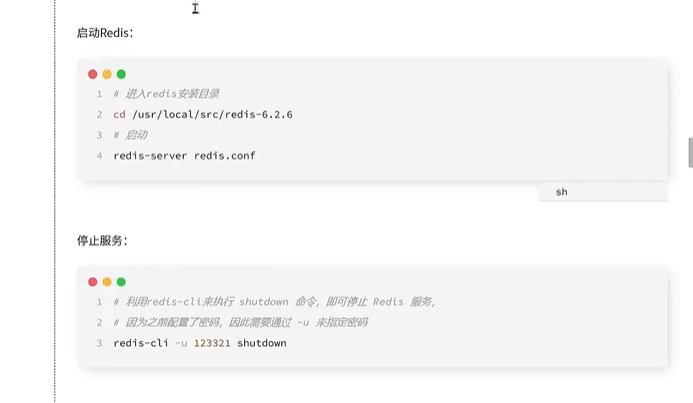 启动Redis：
1 # 进入redis安装目录
2 cd /usr/local/src/redis-6.2.6
3 # 启动
4 redis-server redis.conf
sh
停止服务：
1 # 利用redis-cli来执行 shutdown 命令，即可停止 Redis 服务，
2 # 因为之前配置了密码，因此需要通过 -u 来指定密码
3 redis-cli -u 123321 shutdown